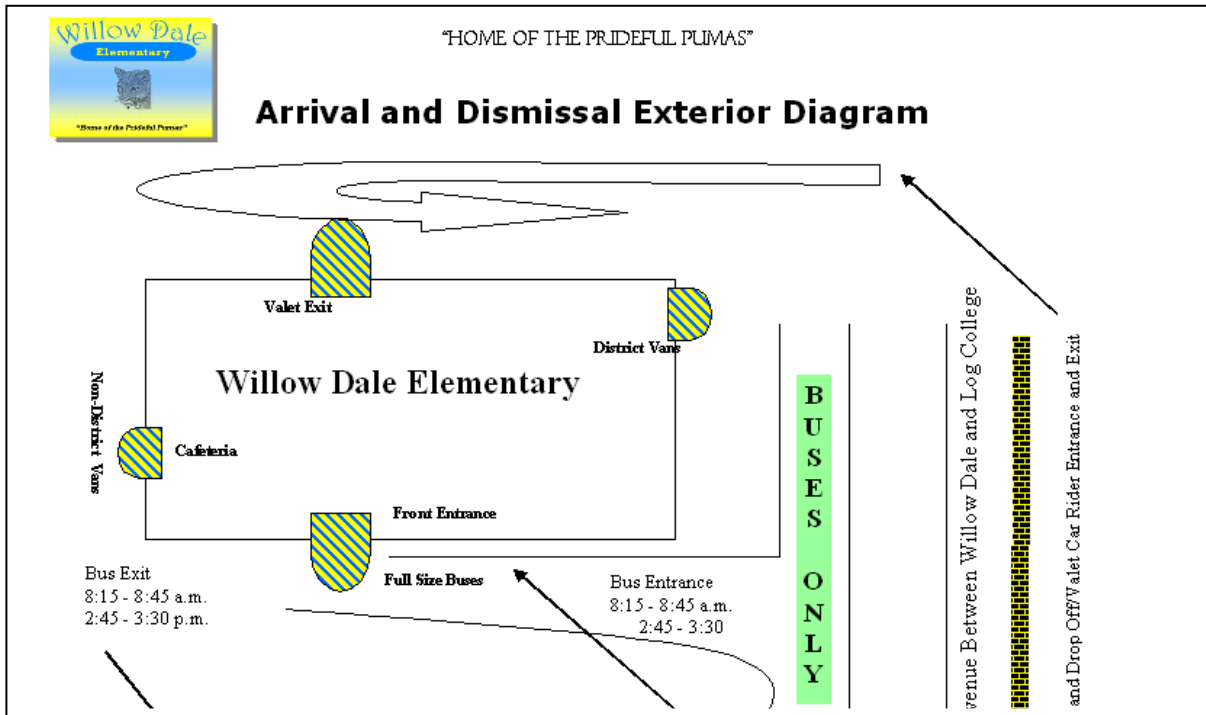 Willow Dale
Elementary
"Home of the Prideful Pumas"
"HOME OF THE PRIDEFUL PUMAS"
Arrival and Dismissal Exterior Diagram
Valet Exit
District Vans
Willow Dale Elementary
Non-District Vans
Cafeteria
Front Entrance
Full Size Buses
Bus Exit
8:15 - 8:45 a.m.
2:45 - 3:30 p.m.
Bus Entrance
8:15 - 8:45 a.m.
2:45 - 3:30
BUSES ONLY
venue Between Willow Dale and Log College
and Drop Off/Valet Car Rider Entrance and Exit